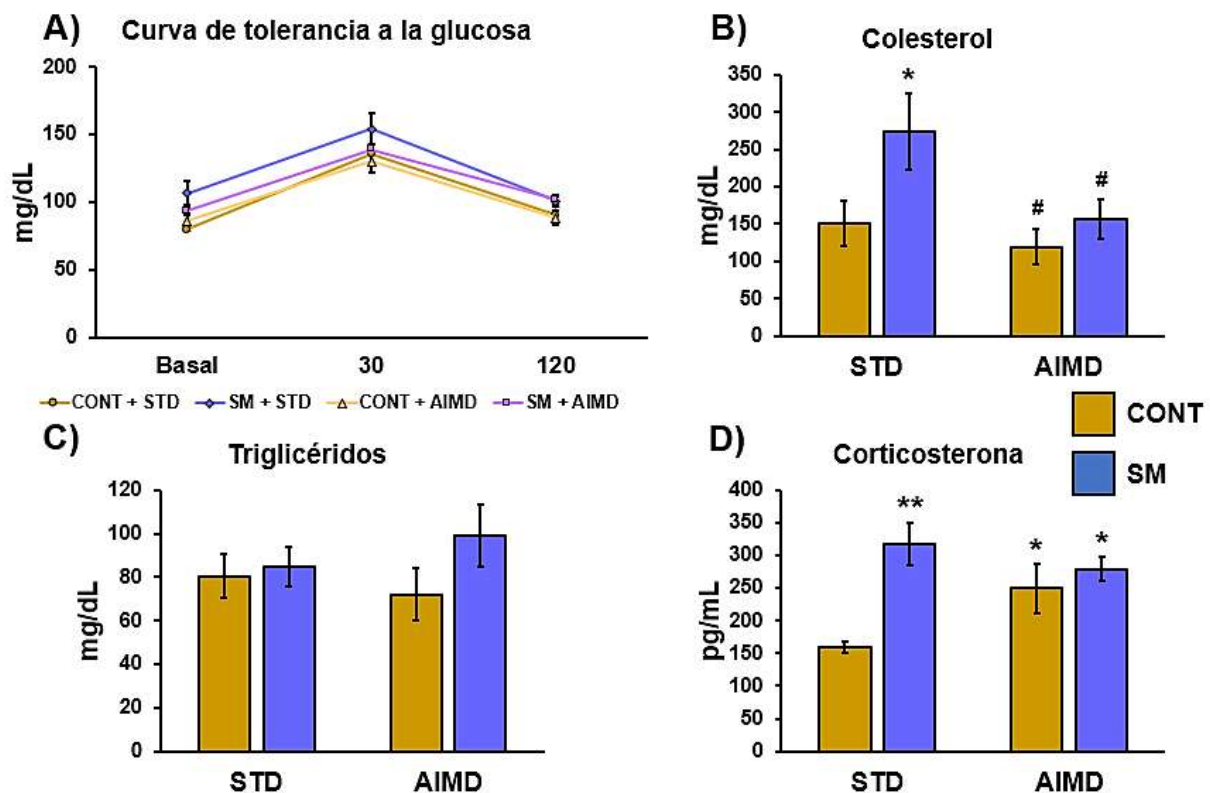 A) Curva de tolerancia a la glucosa
mg/dL
200
150
100
50
0
Basal 30 120
CONT + STD SM + STD CONT + AIMD SM + AIMD
B) Colesterol
mg/dL
350
300
250
200
150
100
50
0
*
#
#
STD AIMD
CONT
SM
C) Triglicéridos
mg/dL
120
100
80
60
40
20
0
STD AIMD
D) Corticosterona
pg/mL
400
350
300
250
200
150
100
50
0
**
*
*
STD AIMD